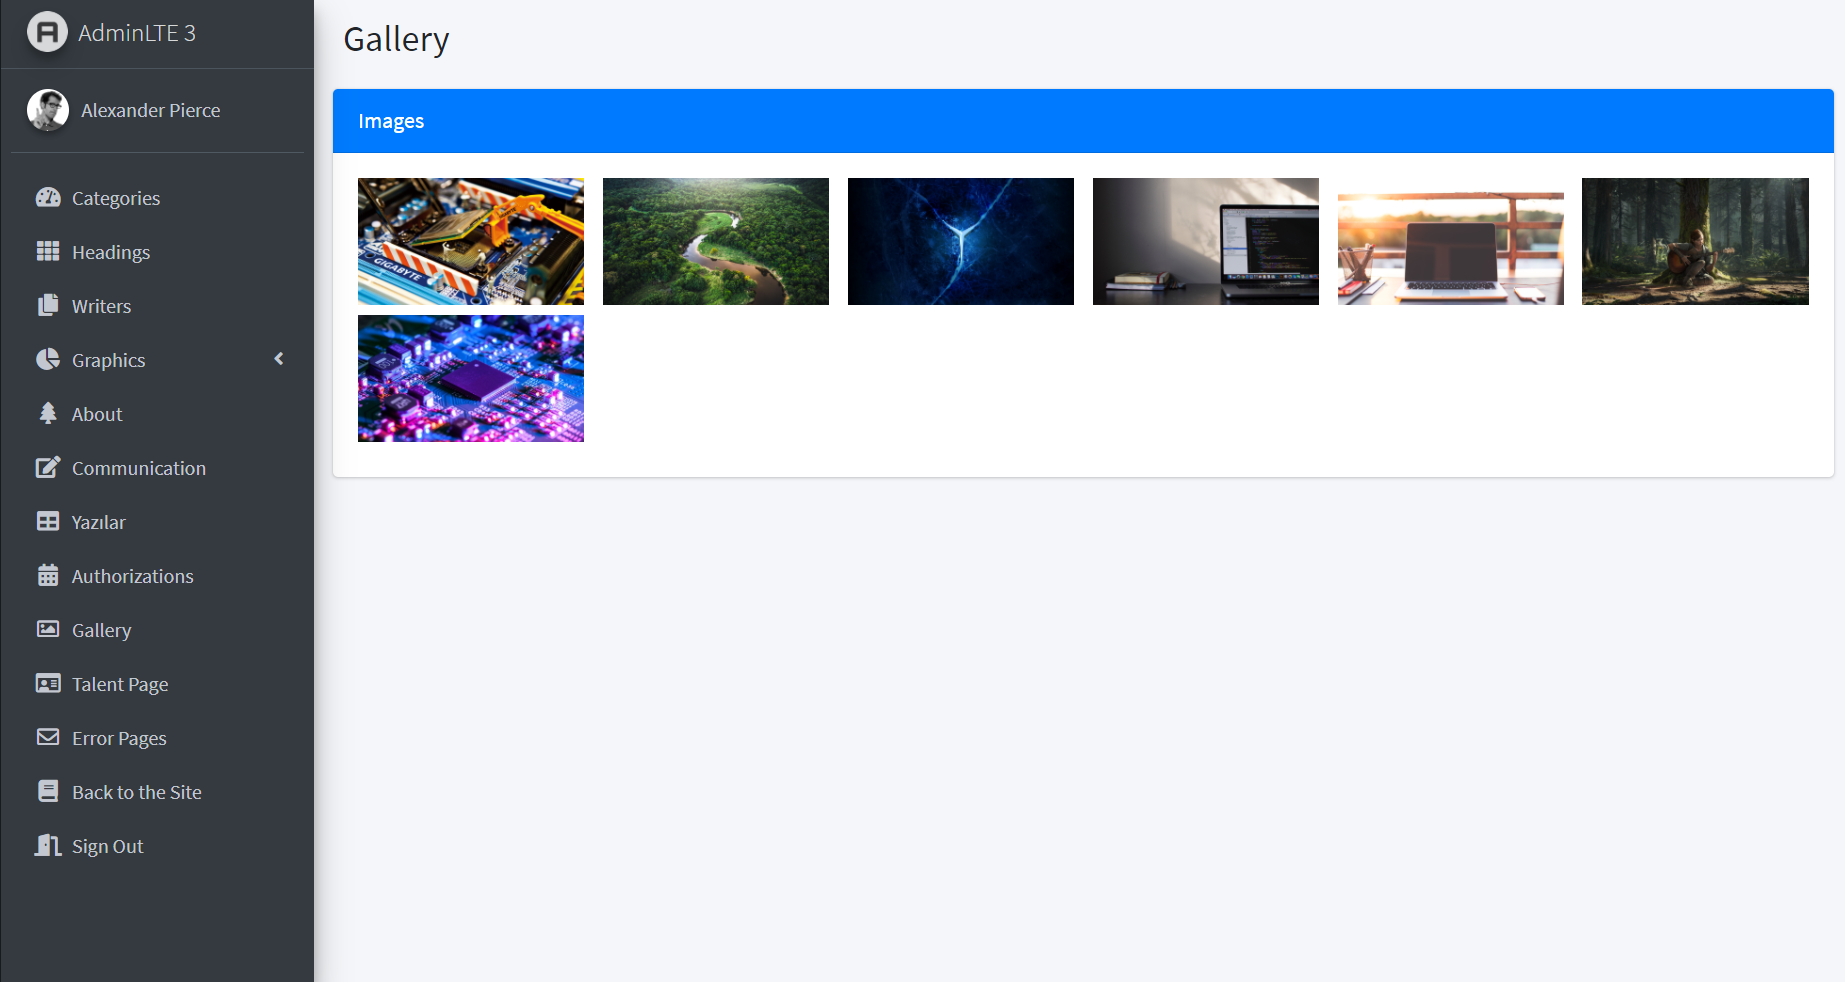 AdminLTE 3
Alexander Pierce
Categories
Headings
Writers
Graphics
About
Communication
Yazılar
Authorizations
Gallery
Talent Page
Error Pages
Back to the Site
Sign Out
Gallery
Images
GIGABYTE